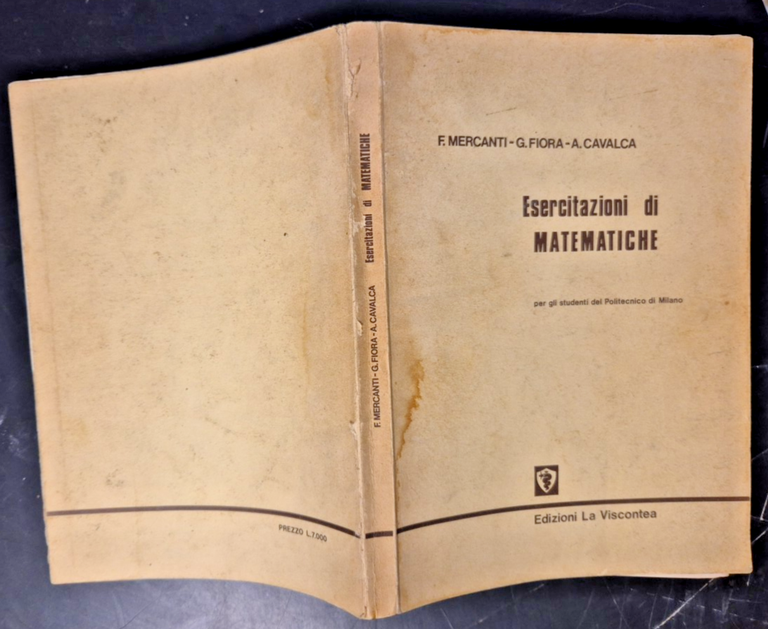 F. MERCANTI - G. FIORA - A. CAVALCA
Esercitazioni di
MATEMATICHE
per gli studenti del Politecnico di Milano
Edizioni La Viscontea
F. MERCANTI - G. FIORA - A. CAVALCA Esercitazioni di MATEMATICHE
PREZZO L.7.000